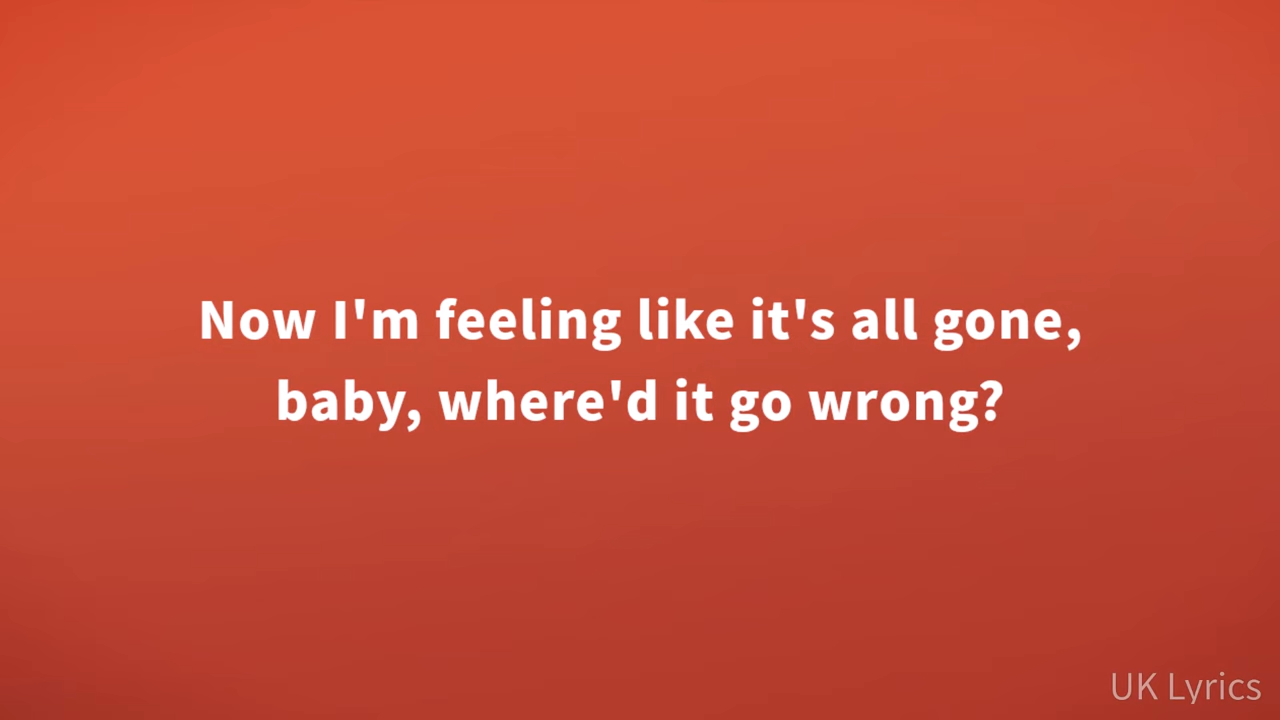 Now I'm feeling like it's all gone,
baby, where'd it go wrong?
UK Lyrics